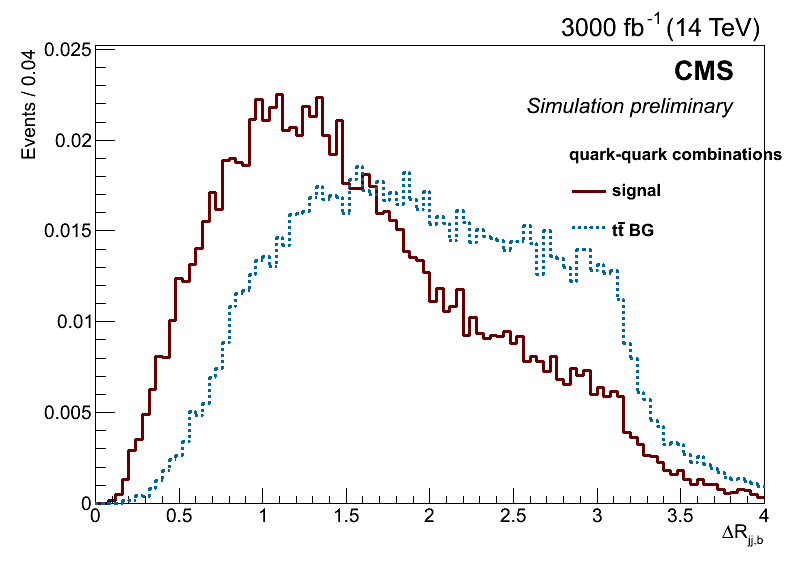 3000 fb⁻¹ (14 TeV)
Events / 0.04
0.025
0.02
0.015
0.01
0.005
0
CMS
Simulation preliminary
quark-quark combinations
signal
tt̄ BG
0 0.5 1 1.5 2 2.5 3 3.5 4
ΔR_jj,b